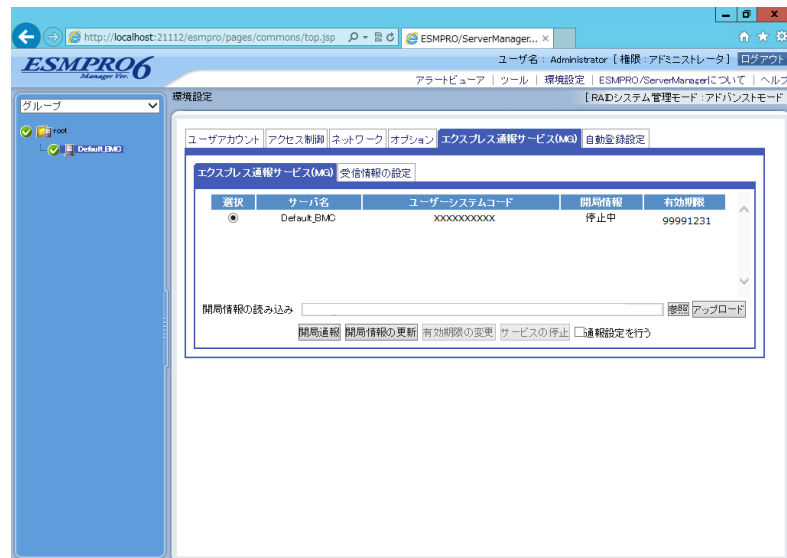 http://localhost:21112/esmpro/pages/commons/top.jsp
ESMPRO/ServerManager... ×
ESMPRO6
Manager Ver.
ユーザ名 : Administrator [ 権限 : アドミニストレータ ] ログアウト
アラートビューア | ツール | 環境設定 | ESMPRO/ServerManagerについて | ヘルプ
グループ
root
Default_BMC
環境設定 [ RAIDシステム管理モード : アドバンストモード
ユーザアカウント アクセス制御 ネットワーク オプション エクスプレス通報サービス(MG) 自動登録設定
エクスプレス通報サービス(MG) 受信情報の設定
選択 サーバ名 ユーザーシステムコード 開局情報 有効期限
Default_BMC XXXXXXXXXX 停止中 99991231
開局情報の読み込み 参照 アップロード
開局通報 開局情報の更新 有効期限の変更 サービスの停止 通報設定を行う